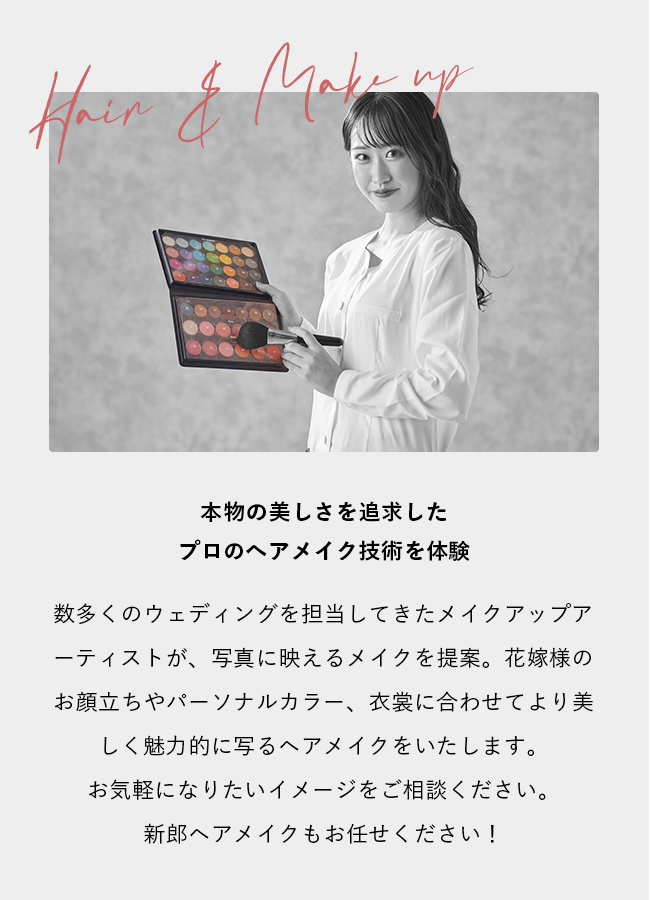 Hair & Make up
本物の美しさを追求した
プロのヘアメイク技術を体験
数多くのウェディングを担当してきたメイクアップア
ーティストが、写真に映えるメイクを提案。花嫁様の
お顔立ちやパーソナルカラー、衣裳に合わせてより美
しく魅力的に写るヘアメイクをいたします。
お気軽になりたいイメージをご相談ください。
新郎ヘアメイクもお任せください！